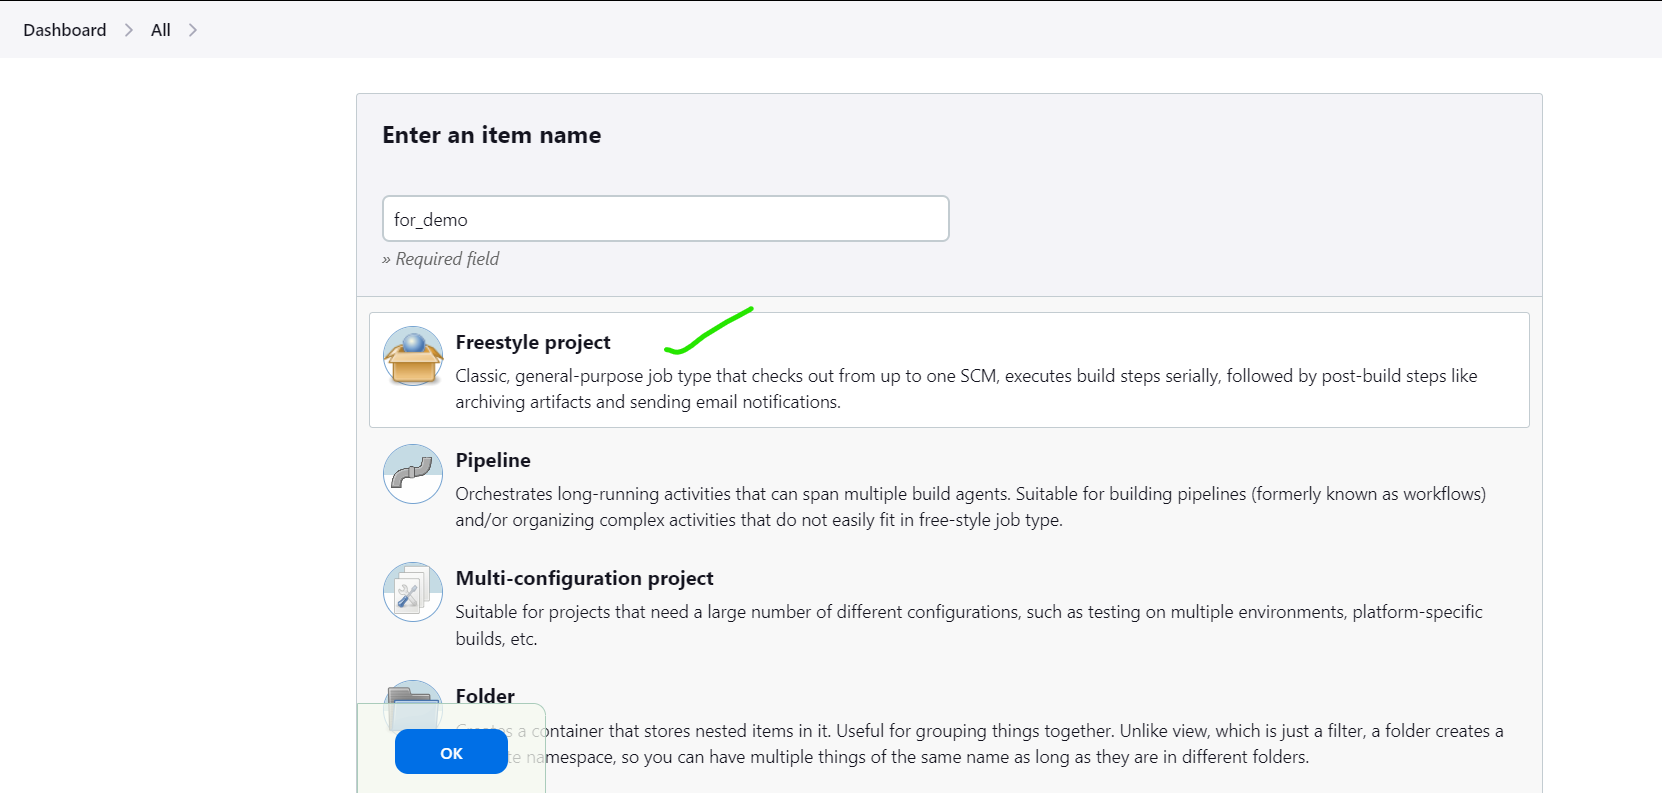 Dashboard All
Enter an item name
for_demo
» Required field
Freestyle project
Classic, general-purpose job type that checks out from up to one SCM, executes build steps serially, followed by post-build steps like
archiving artifacts and sending email notifications.
Pipeline
Orchestrates long-running activities that can span multiple build agents. Suitable for building pipelines (formerly known as workflows)
and/or organizing complex activities that do not easily fit in free-style job type.
Multi-configuration project
Suitable for projects that need a large number of different configurations, such as testing on multiple environments, platform-specific
builds, etc.
Folder
Creates a container that stores nested items in it. Useful for grouping things together. Unlike view, which is just a filter, a folder creates a
namespace, so you can have multiple things of the same name as long as they are in different folders.
OK